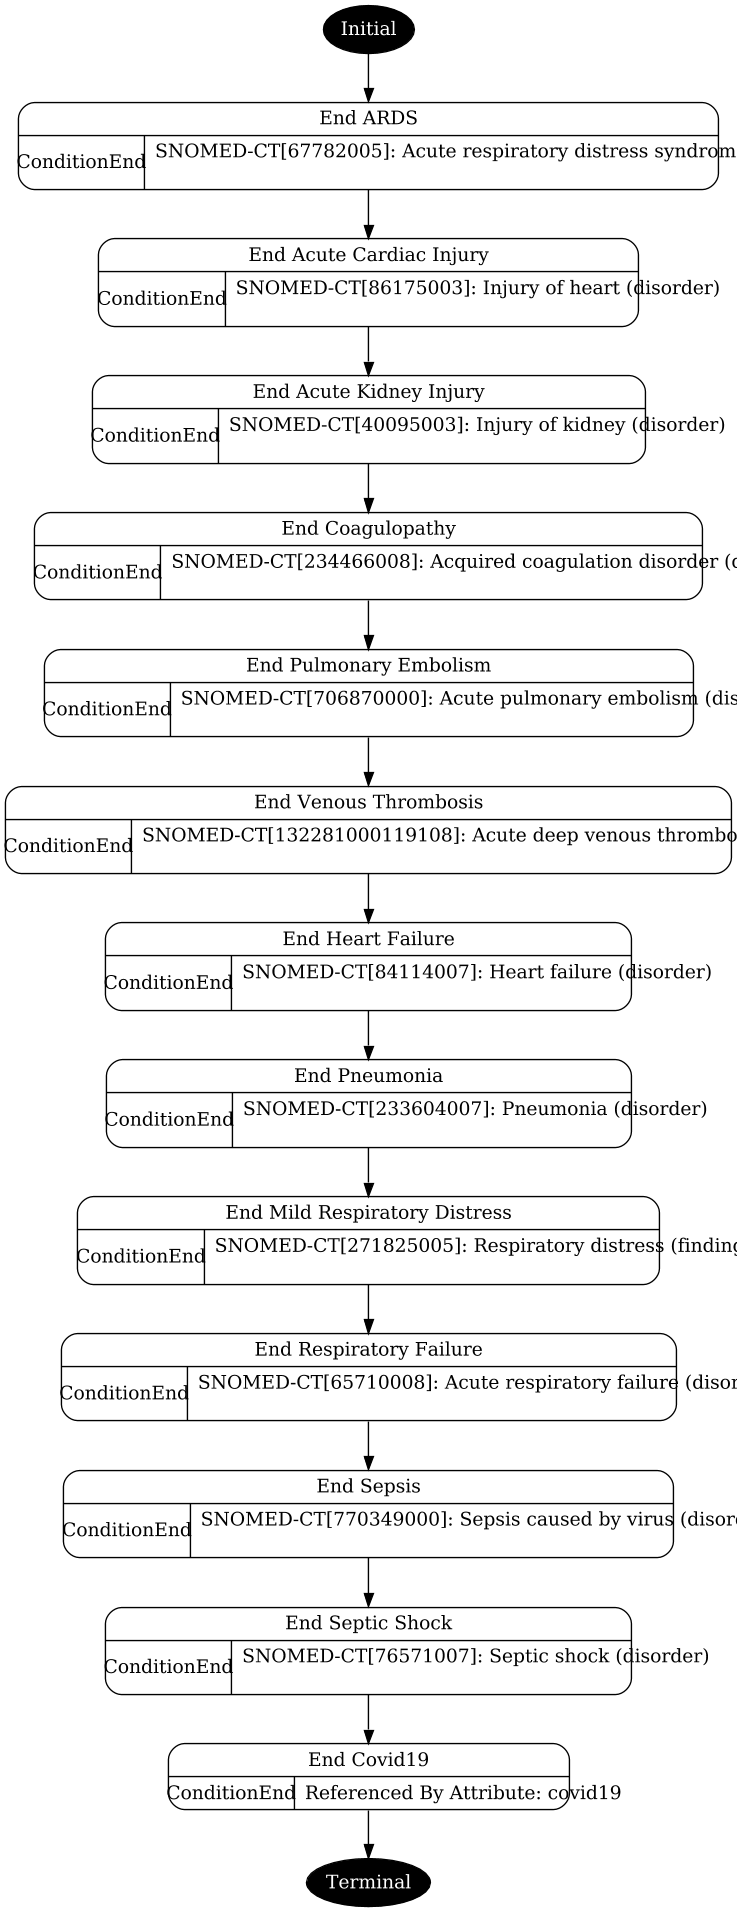 Initial
End ARDS
ConditionEnd
SNOMED-CT[67782005]: Acute respiratory distress syndrom
End Acute Cardiac Injury
ConditionEnd
SNOMED-CT[86175003]: Injury of heart (disorder)
End Acute Kidney Injury
ConditionEnd
SNOMED-CT[40095003]: Injury of kidney (disorder)
End Coagulopathy
ConditionEnd
SNOMED-CT[234466008]: Acquired coagulation disorder (d
End Pulmonary Embolism
ConditionEnd
SNOMED-CT[706870000]: Acute pulmonary embolism (dis
End Venous Thrombosis
ConditionEnd
SNOMED-CT[132281000119108]: Acute deep venous thrombo
End Heart Failure
ConditionEnd
SNOMED-CT[84114007]: Heart failure (disorder)
End Pneumonia
ConditionEnd
SNOMED-CT[233604007]: Pneumonia (disorder)
End Mild Respiratory Distress
ConditionEnd
SNOMED-CT[271825005]: Respiratory distress (finding
End Respiratory Failure
ConditionEnd
SNOMED-CT[65710008]: Acute respiratory failure (disor
End Sepsis
ConditionEnd
SNOMED-CT[770349000]: Sepsis caused by virus (disord
End Septic Shock
ConditionEnd
SNOMED-CT[76571007]: Septic shock (disorder)
End Covid19
ConditionEnd
Referenced By Attribute: covid19
Terminal